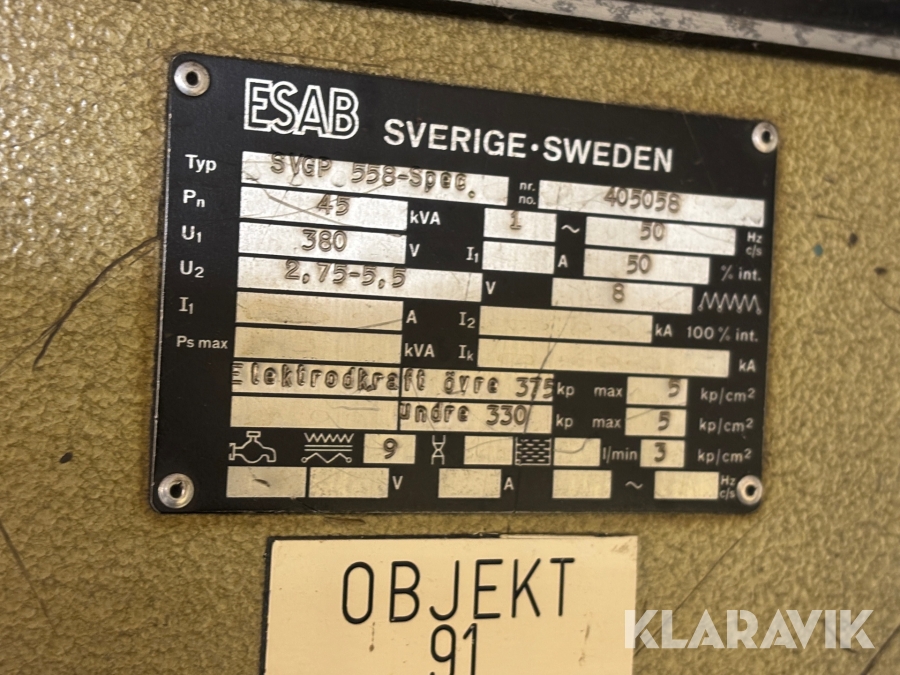 ESAB SVERIGE·SWEDEN
Typ SVGP 558-Spec. nr. no. 405058
Pn 45 kVA 1 ~ 50 Hz c/s
U1 380 V I1 A 50 % int.
U2 2,75-5,5 V 8
I1 A I2 kA 100% int.
Ps max kVA Ik kA
Elektrodkraft övre 375 kp max 5 kp/cm2
undre 330 kp max 5 kp/cm2
9 l/min 3 kp/cm2
V A ~ Hz c/s
OBJEKT
91
KLARAVIK